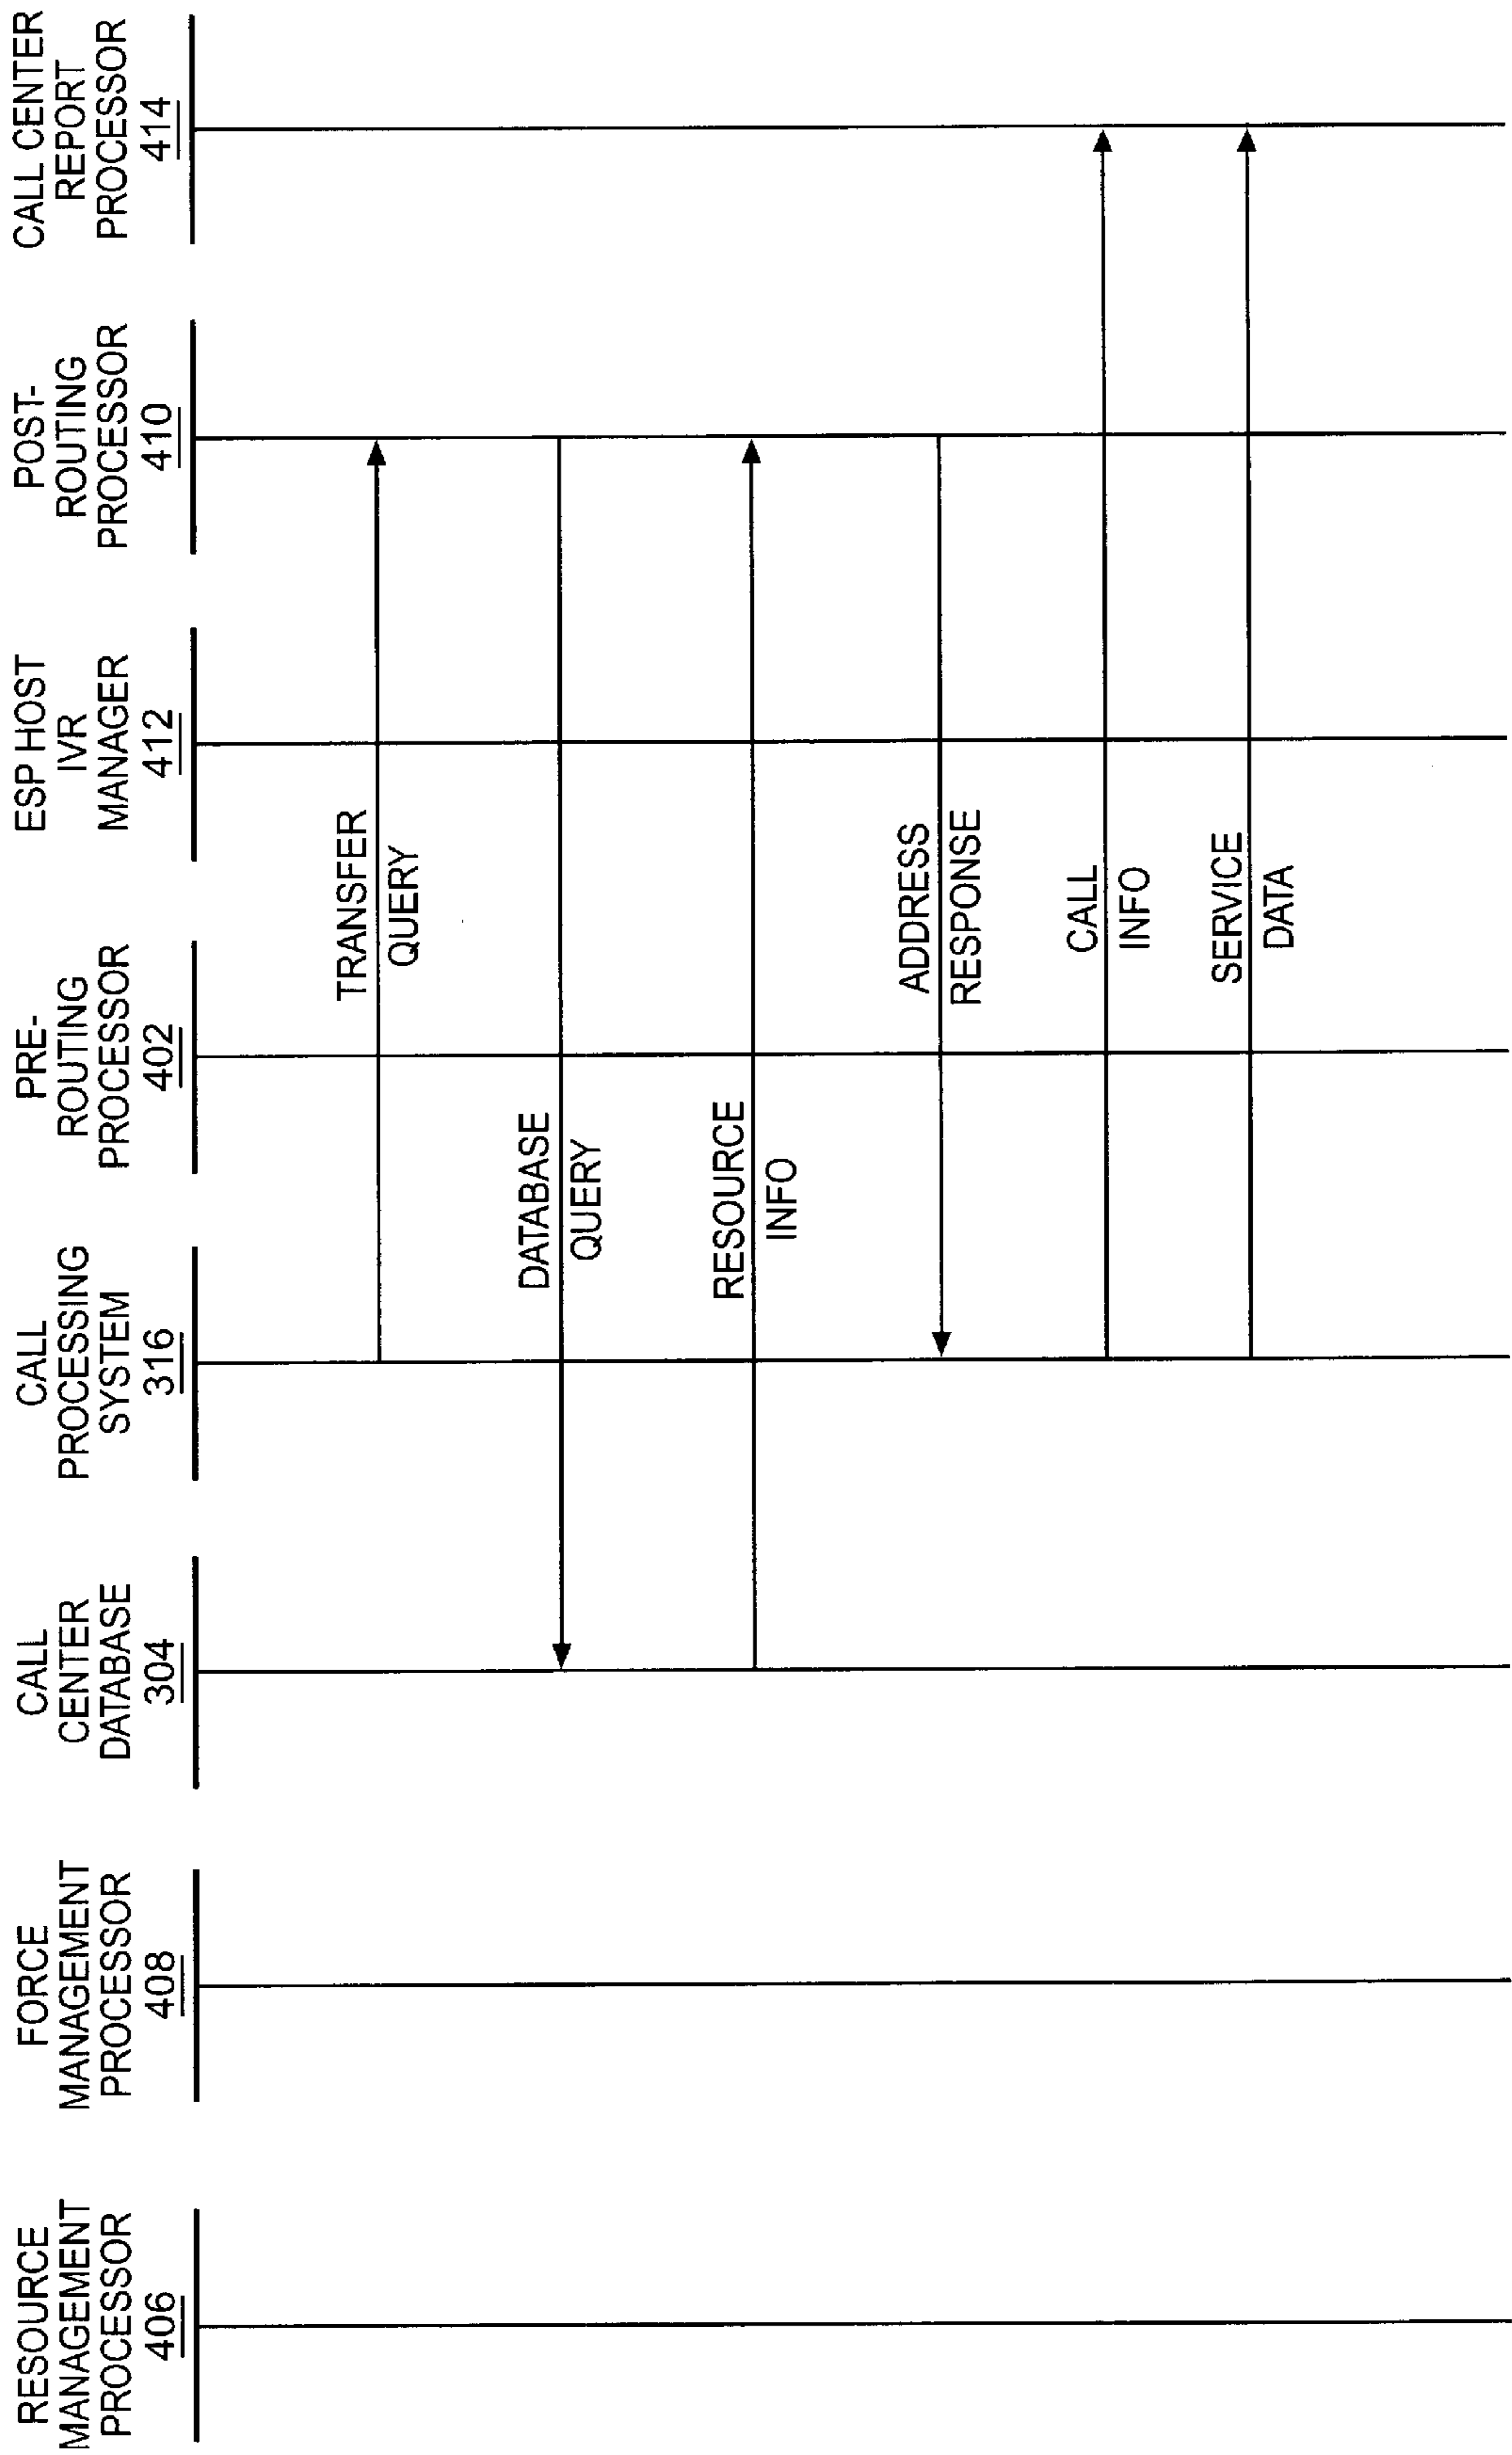 RESOURCE
MANAGEMENT
PROCESSOR
406
FORCE
MANAGEMENT
PROCESSOR
408
CALL
CENTER
DATABASE
304
CALL
PROCESSING
SYSTEM
316
PRE-
ROUTING
PROCESSOR
402
ESP HOST
IVR
MANAGER
412
POST-
ROUTING
PROCESSOR
410
CALL CENTER
REPORT
PROCESSOR
414
TRANSFER
QUERY
DATABASE
QUERY
RESOURCE
INFO
ADDRESS
RESPONSE
CALL
INFO
SERVICE
DATA